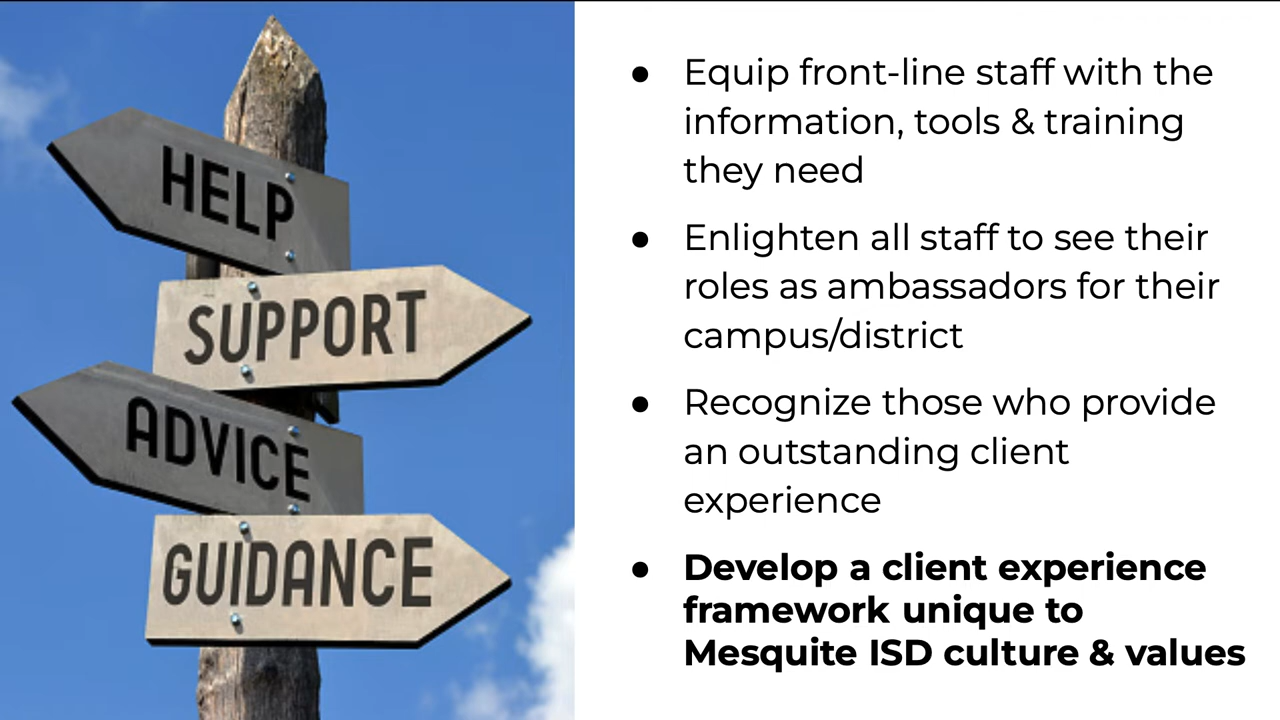 HELP
SUPPORT
ADVICE
GUIDANCE
● Equip front-line staff with the
information, tools & training
they need
● Enlighten all staff to see their
roles as ambassadors for their
campus/district
● Recognize those who provide
an outstanding client
experience
● Develop a client experience
framework unique to
Mesquite ISD culture & values